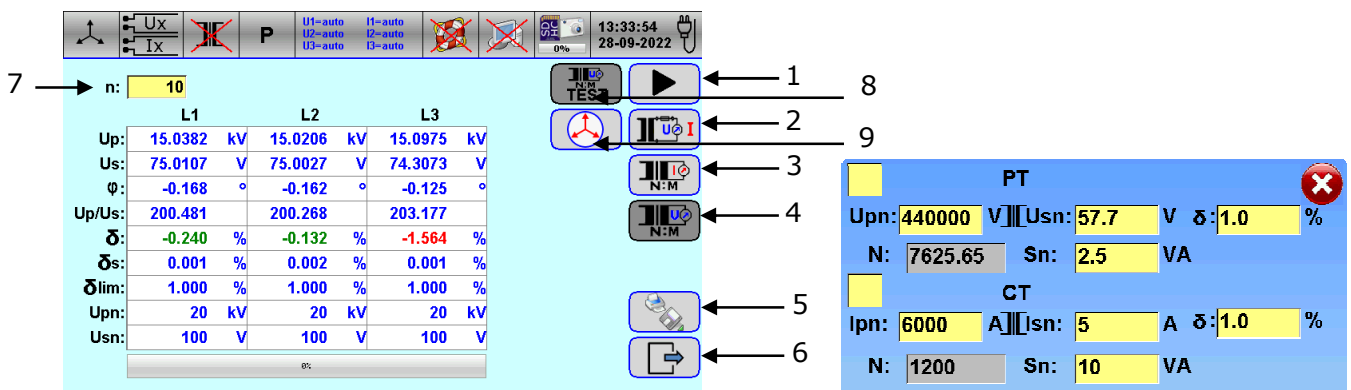 Ux
Ix
P
U1=auto I1=auto
U2=auto I2=auto
U3=auto I3=auto
SD
HC
0%
13:33:54
28-09-2022
7
n: 10
N:M
TEST
1
8
L1 L2 L3
U I
2
9
Up: 15.0382 kV 15.0206 kV 15.0975 kV
Us: 75.0107 V 75.0027 V 74.3073 V
I
N:M
3
φ: -0.168 ° -0.162 ° -0.125 °
Up/Us: 200.481 200.268 203.177
U
N:M
4
δ: -0.240 % -0.132 % -1.564 %
δs: 0.001 % 0.002 % 0.001 %
δlim: 1.000 % 1.000 % 1.000 %
Upn: 20 kV 20 kV 20 kV
5
Usn: 100 V 100 V 100 V
0%
6
PT
Upn: 440000 V Usn: 57.7 V δ: 1.0 %
N: 7625.65 Sn: 2.5 VA
CT
Ipn: 6000 A Isn: 5 A δ: 1.0 %
N: 1200 Sn: 10 VA